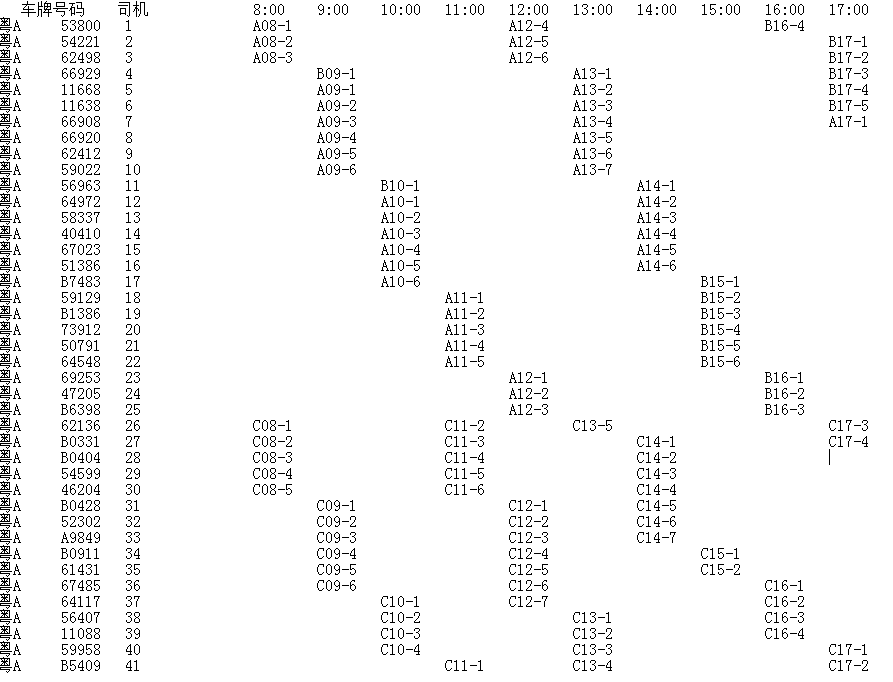 车牌号码 司机 8:00 9:00 10:00 11:00 12:00 13:00 14:00 15:00 16:00 17:00
粤A 53800 1 A08-1 A12-4 B16-4
粤A 54221 2 A08-2 A12-5 B17-1
粤A 62498 3 A08-3 A12-6 B17-2
粤A 66929 4 B09-1 A13-1 B17-3
粤A 11668 5 A09-1 A13-2 B17-4
粤A 11638 6 A09-2 A13-3 B17-5
粤A 66908 7 A09-3 A13-4 A17-1
粤A 66920 8 A09-4 A13-5
粤A 62412 9 A09-5 A13-6
粤A 59022 10 A09-6 A13-7
粤A 56963 11 B10-1 A14-1
粤A 64972 12 A10-1 A14-2
粤A 58337 13 A10-2 A14-3
粤A 40410 14 A10-3 A14-4
粤A 67023 15 A10-4 A14-5
粤A 51386 16 A10-5 A14-6
粤A B7483 17 A10-6 B15-1
粤A 59129 18 A11-1 B15-2
粤A B1386 19 A11-2 B15-3
粤A 73912 20 A11-3 B15-4
粤A 50791 21 A11-4 B15-5
粤A 64548 22 A11-5 B15-6
粤A 69253 23 A12-1 B16-1
粤A 47205 24 A12-2 B16-2
粤A B6398 25 A12-3 B16-3
粤A 62136 26 C08-1 C11-2 C13-5 C17-3
粤A B0331 27 C08-2 C11-3 C14-1 C17-4
粤A B0404 28 C08-3 C11-4 C14-2
粤A 54599 29 C08-4 C11-5 C14-3
粤A 46204 30 C08-5 C11-6 C14-4
粤A B0428 31 C09-1 C12-1 C14-5
粤A 52302 32 C09-2 C12-2 C14-6
粤A A9849 33 C09-3 C12-3 C14-7
粤A B0911 34 C09-4 C12-4 C15-1
粤A 61431 35 C09-5 C12-5 C15-2
粤A 67485 36 C09-6 C12-6 C16-1
粤A 64117 37 C10-1 C12-7 C16-2
粤A 56407 38 C10-2 C13-1 C16-3
粤A 11088 39 C10-3 C13-2 C16-4
粤A 59958 40 C10-4 C13-3 C17-1
粤A B5409 41 C11-1 C13-4 C17-2